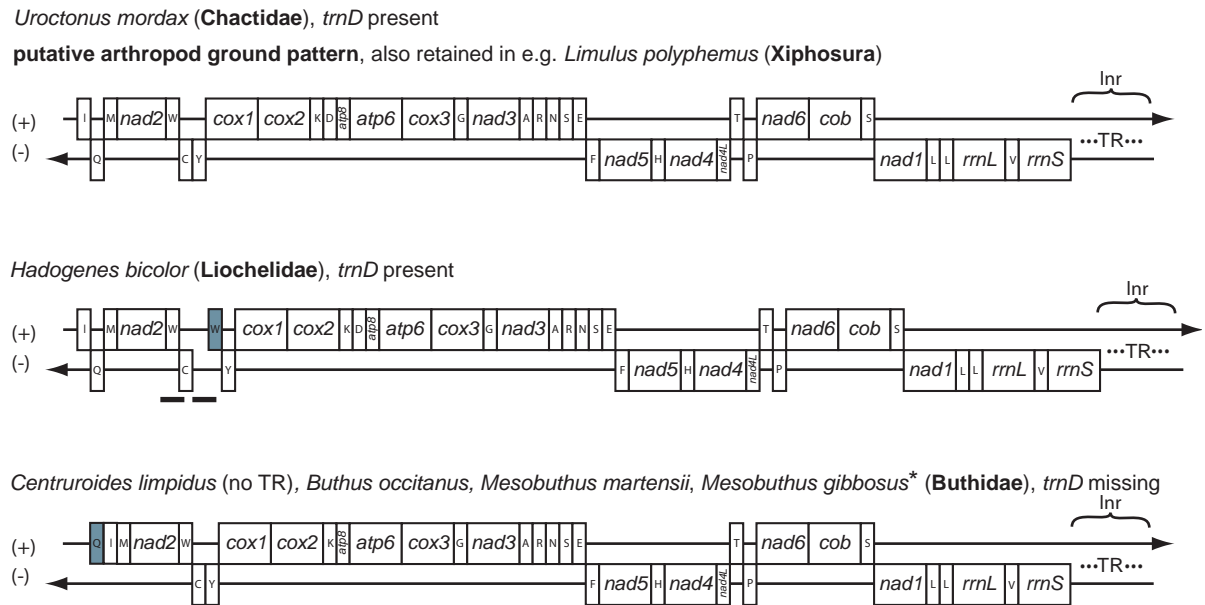 Uroctonus mordax (Chactidae), trnD present
putative arthropod ground pattern, also retained in e.g. Limulus polyphemus (Xiphosura)
Inr
(+) I M nad2 W cox1 cox2 K D atp8 atp6 cox3 G nad3 A R N S E T nad6 cob S
(-) Q C Y F nad5 H nad4 nad4L P nad1 L L rrnL V rrnS •••TR•••
Hadogenes bicolor (Liochelidae), trnD present
Inr
(+) I M nad2 W W cox1 cox2 K D atp8 atp6 cox3 G nad3 A R N S E T nad6 cob S
(-) Q C Y F nad5 H nad4 nad4L P nad1 L L rrnL V rrnS •••TR•••
Centruroides limpidus (no TR), Buthus occitanus, Mesobuthus martensii, Mesobuthus gibbosus* (Buthidae), trnD missing
Inr
(+) Q I M nad2 W cox1 cox2 K atp8 atp6 cox3 G nad3 A R N S E T nad6 cob S
(-) C Y F nad5 H nad4 nad4L P nad1 L L rrnL V rrnS •••TR•••